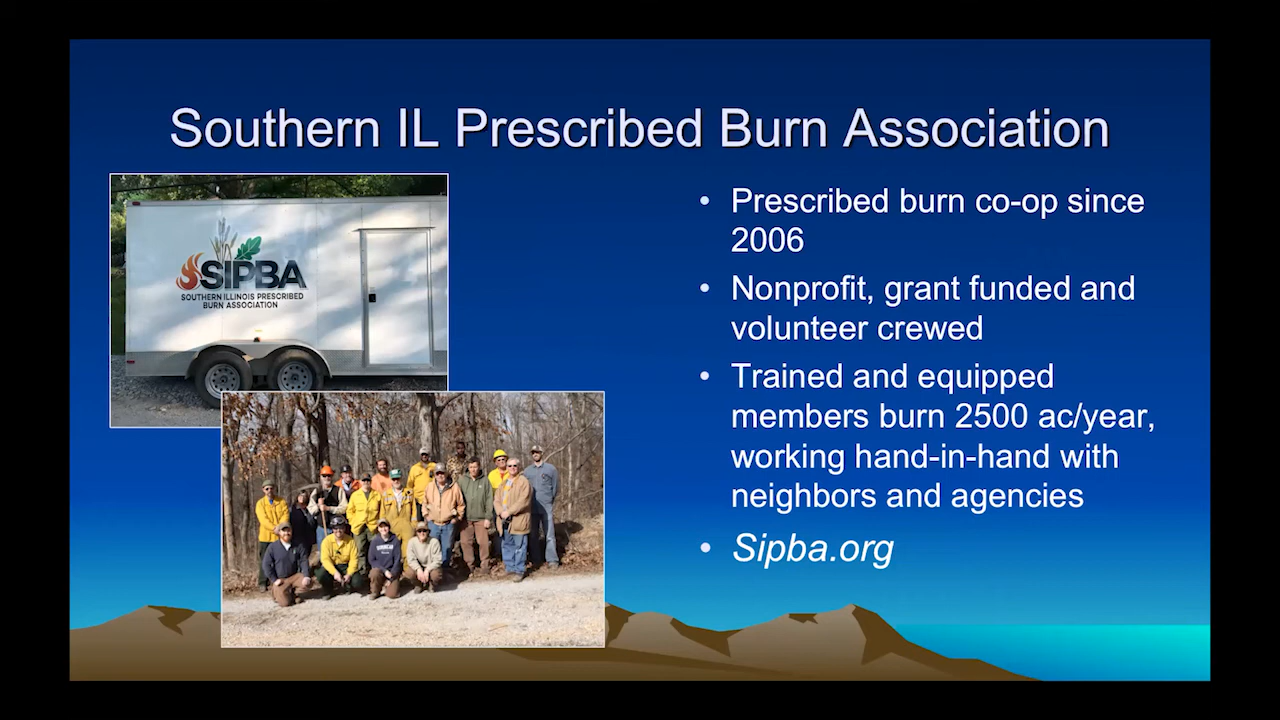 Southern IL Prescribed Burn Association
SIPBA
SOUTHERN ILLINOIS PRESCRIBED
BURN ASSOCIATION
• Prescribed burn co-op since
2006
• Nonprofit, grant funded and
volunteer crewed
• Trained and equipped
members burn 2500 ac/year,
working hand-in-hand with
neighbors and agencies
• Sipba.org